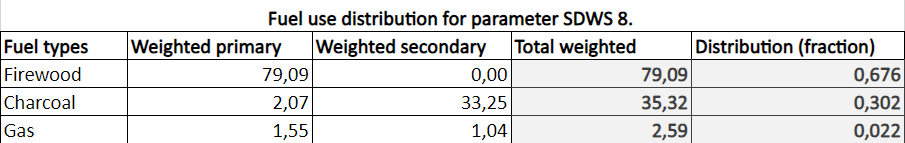 Fuel use distribution for parameter SDWS 8.
Fuel types Weighted primary Weighted secondary Total weighted Distribution (fraction)
Firewood 79,09 0,00 79,09 0,676
Charcoal 2,07 33,25 35,32 0,302
Gas 1,55 1,04 2,59 0,022